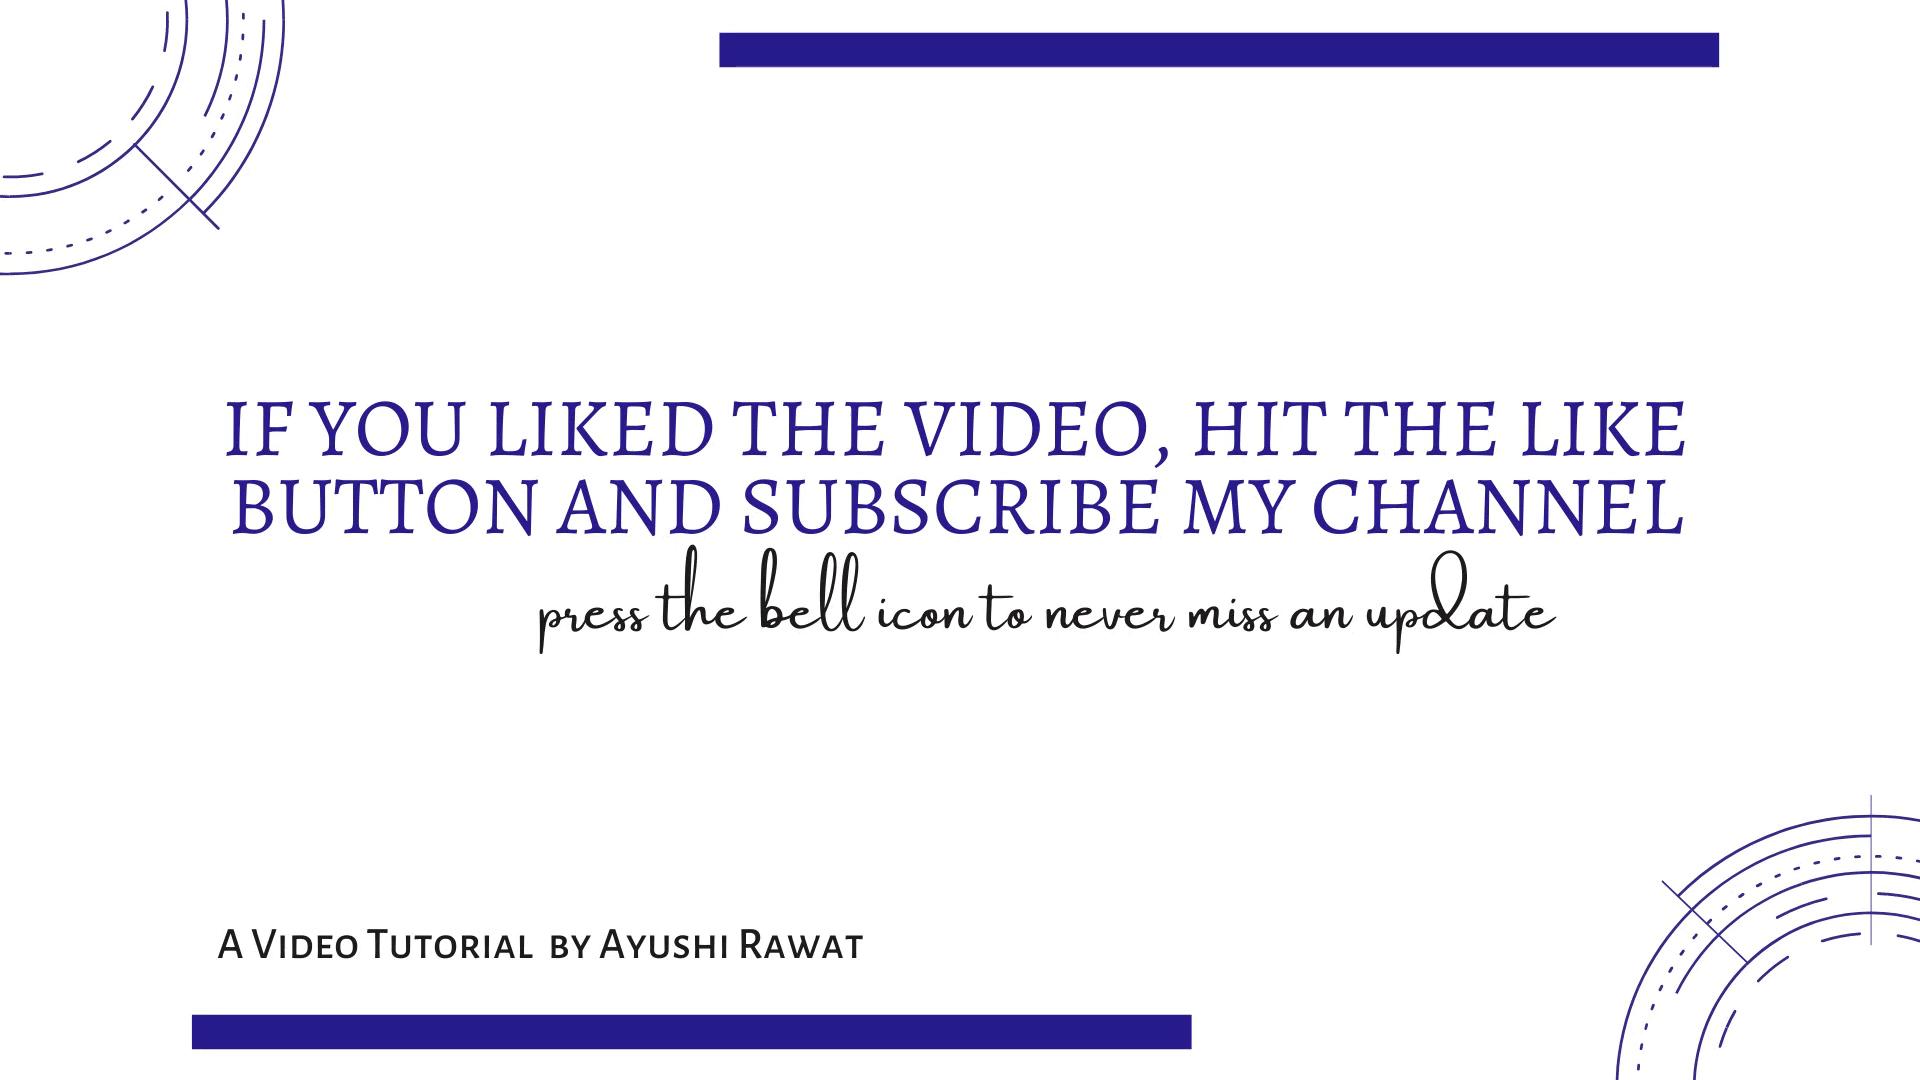 IF YOU LIKED THE VIDEO, HIT THE LIKE
BUTTON AND SUBSCRIBE MY CHANNEL
press the bell icon to never miss an update
A Video Tutorial by Ayushi Rawat